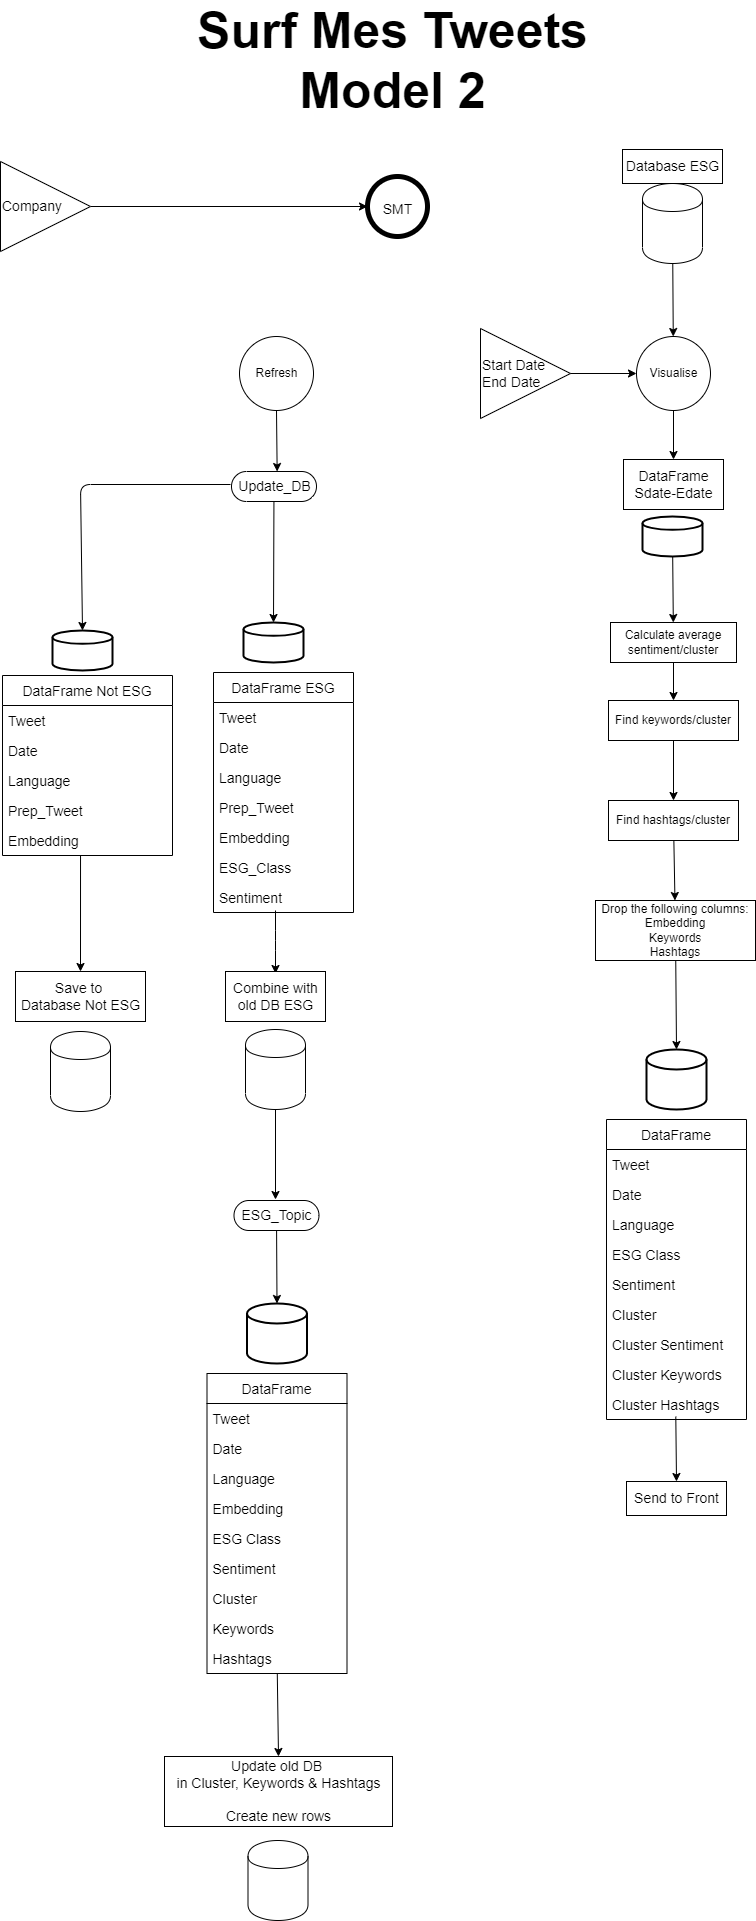 Surf Mes Tweets
Model 2
Company
SMT
Database ESG
Refresh
Start Date
End Date
Visualise
Update_DB
DataFrame
Sdate-Edate
DataFrame Not ESG
Tweet
Date
Language
Prep_Tweet
Embedding
DataFrame ESG
Tweet
Date
Language
Prep_Tweet
Embedding
ESG_Class
Sentiment
Calculate average
sentiment/cluster
Find keywords/cluster
Find hashtags/cluster
Drop the following columns:
Embedding
Keywords
Hashtags
Save to
Database Not ESG
Combine with
old DB ESG
ESG_Topic
DataFrame
Tweet
Date
Language
Embedding
ESG Class
Sentiment
Cluster
Keywords
Hashtags
DataFrame
Tweet
Date
Language
ESG Class
Sentiment
Cluster
Cluster Sentiment
Cluster Keywords
Cluster Hashtags
Send to Front
Update old DB
in Cluster, Keywords & Hashtags
Create new rows